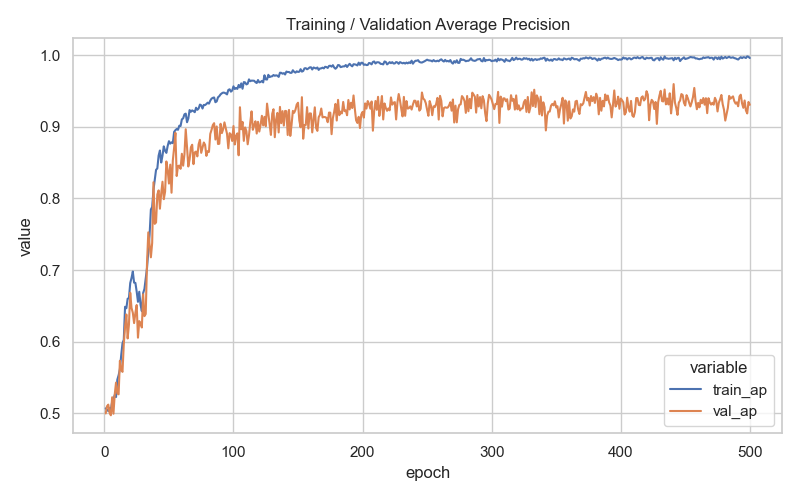 Training / Validation Average Precision
value
1.0
0.9
0.8
0.7
0.6
0.5
0
100
200
300
400
500
epoch
variable
train_ap
val_ap